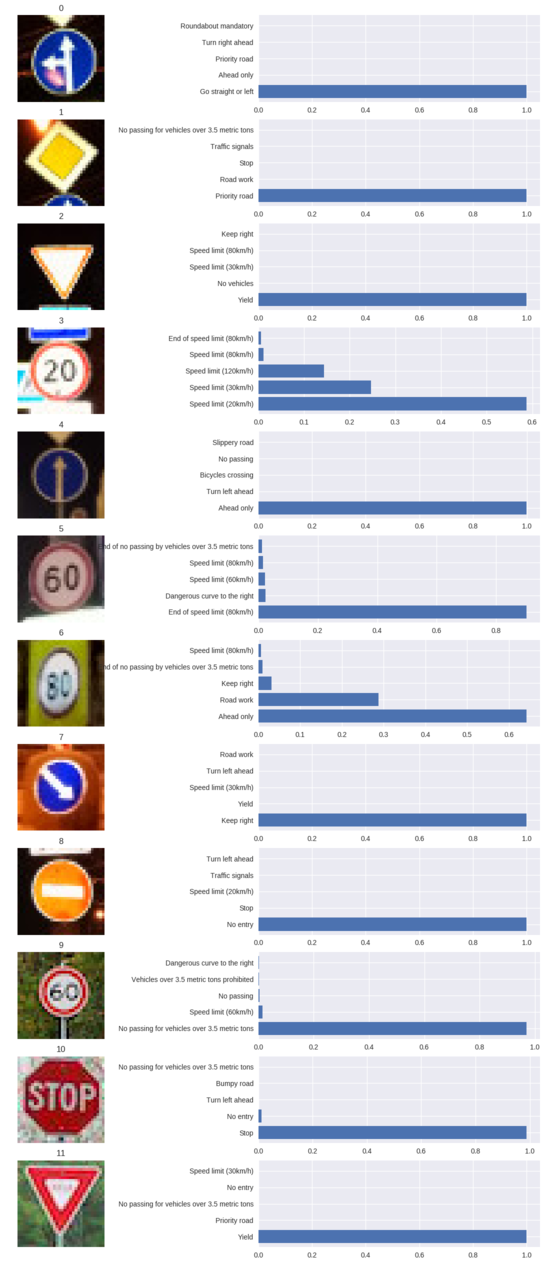 0
Roundabout mandatory
Turn right ahead
Priority road
Ahead only
Go straight or left
0.0 0.2 0.4 0.6 0.8 1.0
1
No passing for vehicles over 3.5 metric tons
Traffic signals
Stop
Road work
Priority road
0.0 0.2 0.4 0.6 0.8 1.0
2
Keep right
Speed limit (80km/h)
Speed limit (30km/h)
No vehicles
Yield
0.0 0.2 0.4 0.6 0.8 1.0
3
20
End of speed limit (80km/h)
Speed limit (80km/h)
Speed limit (120km/h)
Speed limit (30km/h)
Speed limit (20km/h)
0.0 0.1 0.2 0.3 0.4 0.5 0.6
4
Slippery road
No passing
Bicycles crossing
Turn left ahead
Ahead only
0.0 0.2 0.4 0.6 0.8 1.0
5
60
End of no passing by vehicles over 3.5 metric tons
Speed limit (80km/h)
Speed limit (60km/h)
Dangerous curve to the right
End of speed limit (80km/h)
0.0 0.2 0.4 0.6 0.8
6
80
nd of no passing by vehicles over 3.5 metric tons
Speed limit (80km/h)
Keep right
Road work
Ahead only
0.0 0.1 0.2 0.3 0.4 0.5 0.6
7
Road work
Turn left ahead
Speed limit (30km/h)
Yield
Keep right
0.0 0.2 0.4 0.6 0.8 1.0
8
Turn left ahead
Traffic signals
Speed limit (20km/h)
Stop
No entry
0.0 0.2 0.4 0.6 0.8 1.0
9
60
Dangerous curve to the right
Vehicles over 3.5 metric tons prohibited
No passing
Speed limit (60km/h)
No passing for vehicles over 3.5 metric tons
0.0 0.2 0.4 0.6 0.8 1.0
10
STOP
No passing for vehicles over 3.5 metric tons
Bumpy road
Turn left ahead
No entry
Stop
0.0 0.2 0.4 0.6 0.8 1.0
11
Speed limit (30km/h)
No entry
No passing for vehicles over 3.5 metric tons
Priority road
Yield
0.0 0.2 0.4 0.6 0.8 1.0